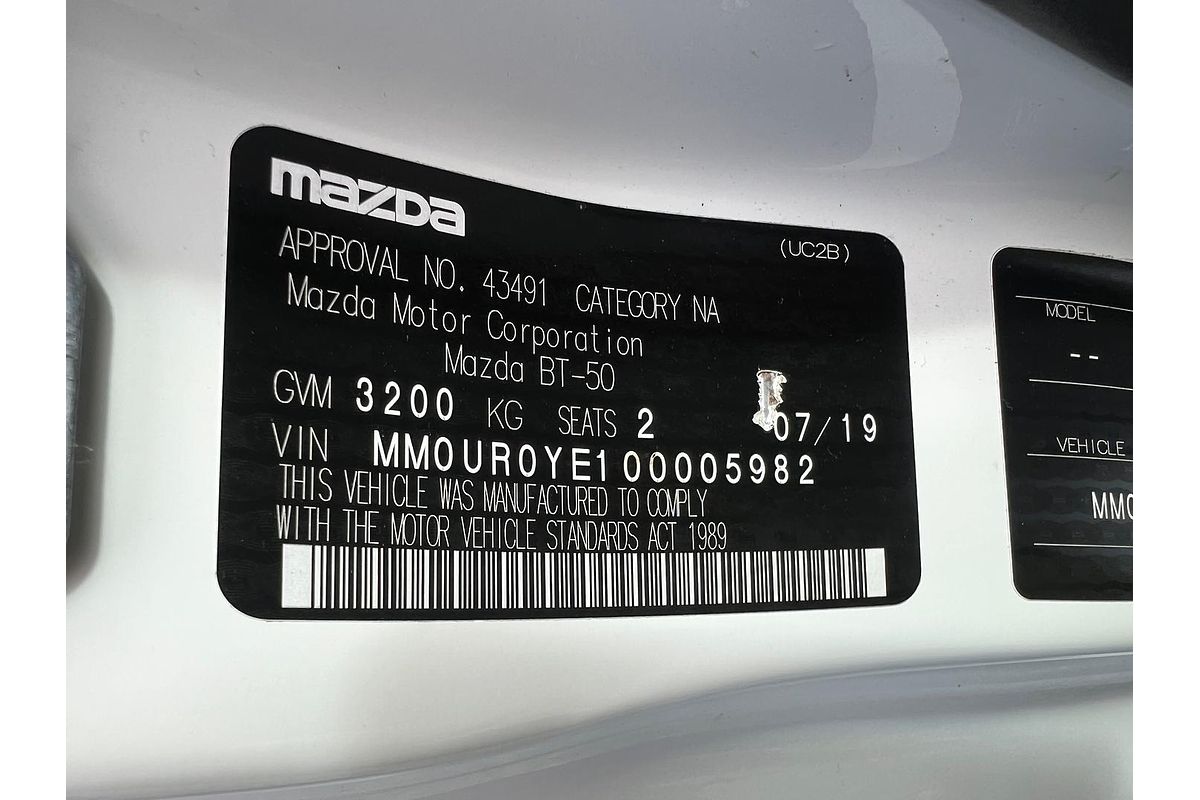 mazda
(UC2B)
APPROVAL NO. 43491 CATEGORY NA
Mazda Motor Corporation
Mazda BT-50
GVM 3200 KG SEATS 2 07/19
VIN MM0UR0YE100005982
THIS VEHICLE WAS MANUFACTURED TO COMPLY
WITH THE MOTOR VEHICLE STANDARDS ACT 1989
MODEL
--
VEHICLE
MM0